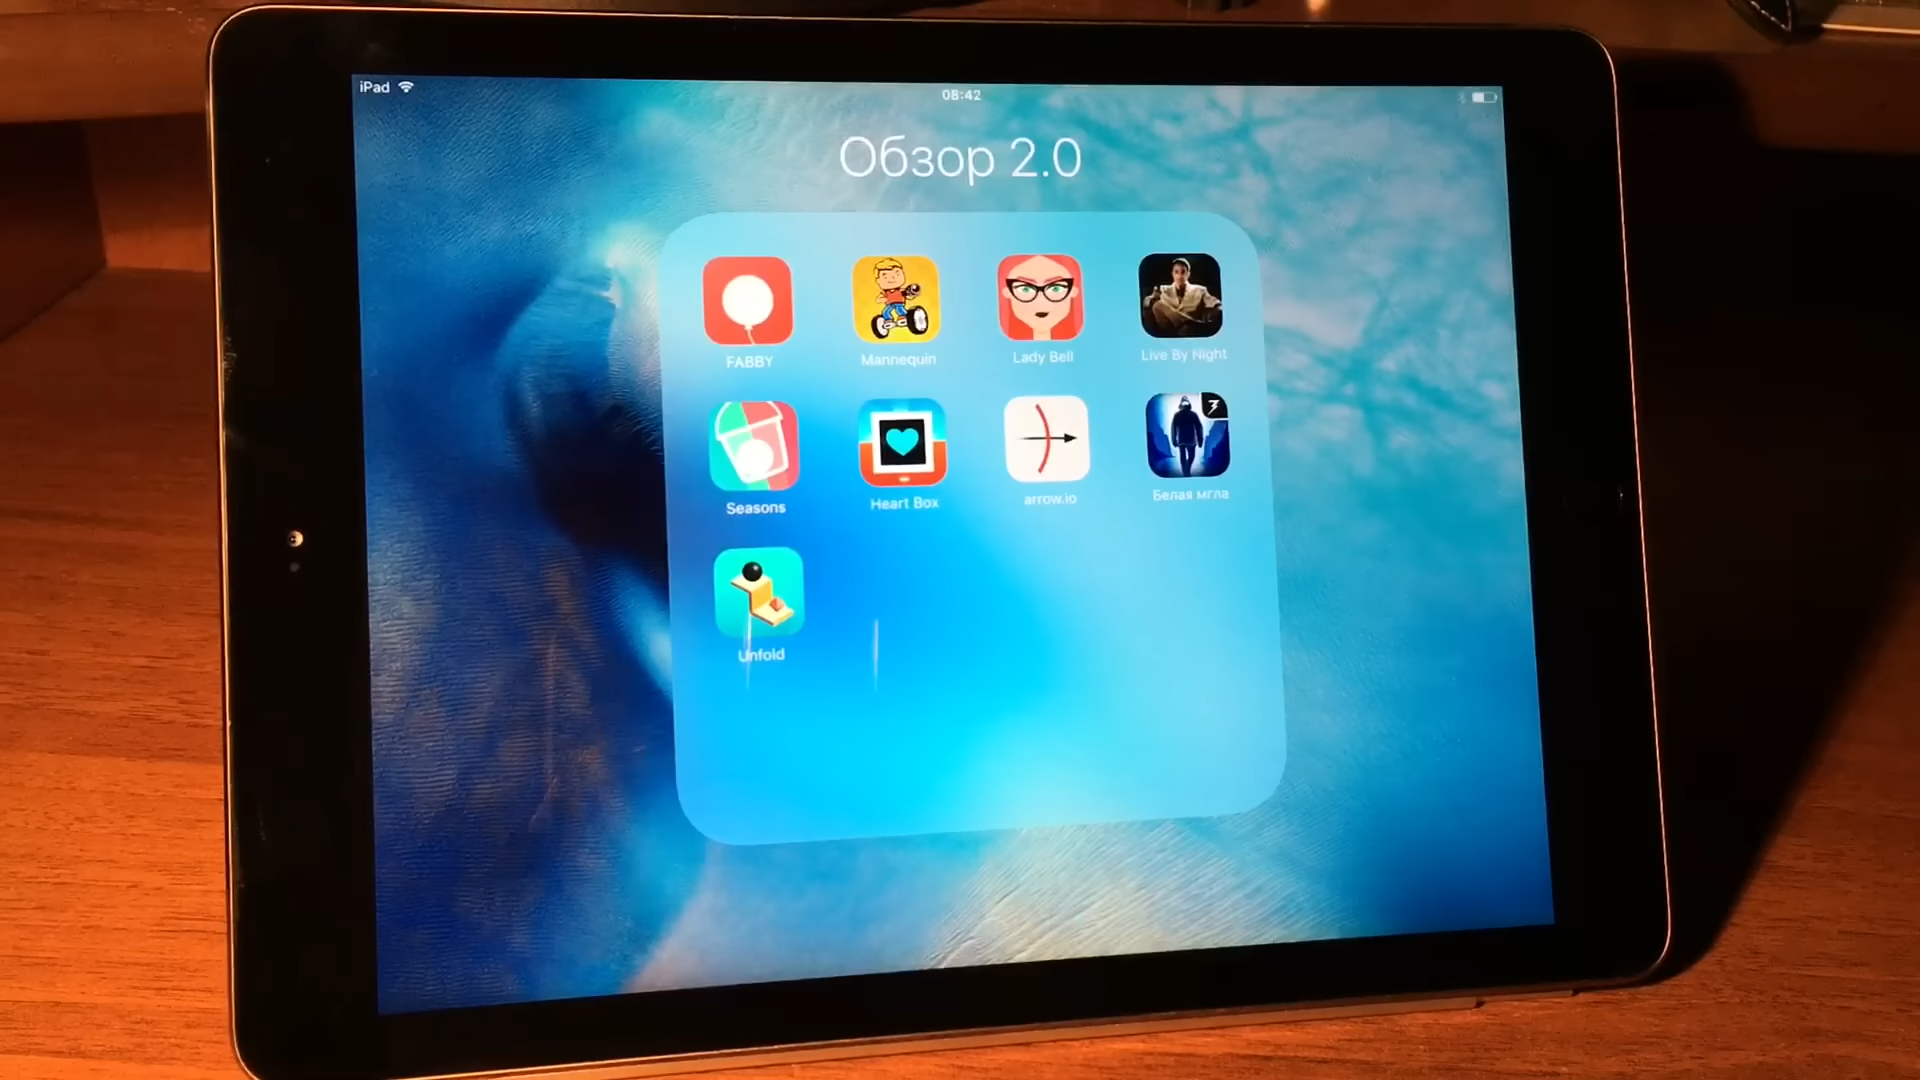 iPad
08:42
Обзор 2.0
FABBY
Mannequin
Lady Bell
Live By Night
Seasons
Heart Box
arrow.io
Белая мгла
Unfold